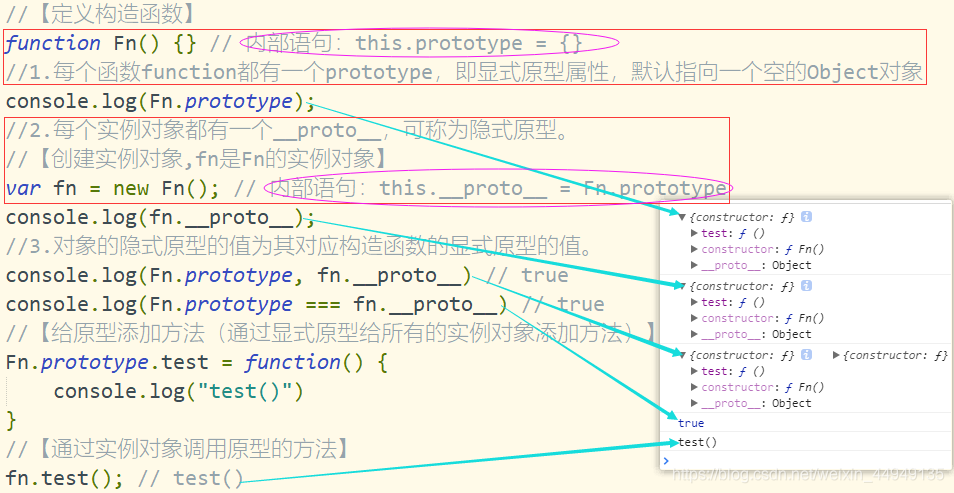 //【定义构造函数】
function Fn() {} // 内部语句：this.prototype = {}
//1.每个函数function都有一个prototype，即显式原型属性，默认指向一个空的Object对象
console.log(Fn.prototype);
//2.每个实例对象都有一个__proto__，可称为隐式原型。
//【创建实例对象,fn是Fn的实例对象】
var fn = new Fn(); // 内部语句：this.__proto__ = Fn.prototype
console.log(fn.__proto__);
//3.对象的隐式原型的值为其对应构造函数的显式原型的值。
console.log(Fn.prototype, fn.__proto__) // true
console.log(Fn.prototype === fn.__proto__) // true
//【给原型添加方法（通过显式原型给所有的实例对象添加方法）】
Fn.prototype.test = function() {
console.log("test()")
}
//【通过实例对象调用原型的方法】
fn.test(); // test()
▼{constructor: ƒ} i
▶test: ƒ ()
▶constructor: ƒ Fn()
▶__proto__: Object
▼{constructor: ƒ} i
▶test: ƒ ()
▶constructor: ƒ Fn()
▶__proto__: Object
▼{constructor: ƒ} i ▶{constructor: ƒ}
▶test: ƒ ()
▶constructor: ƒ Fn()
▶__proto__: Object
true
test()
>
https://blog.csdn.net/weixin_44949135